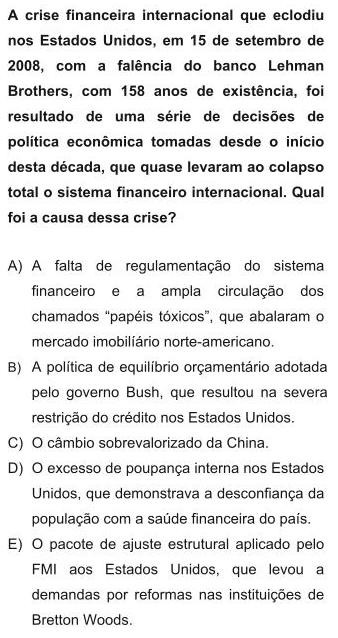 A crise financeira internacional que eclodiu
nos Estados Unidos, em 15 de setembro de
2008, com a falência do banco Lehman
Brothers, com 158 anos de existência, foi
resultado de uma série de decisões de
política econômica tomadas desde o início
desta década, que quase levaram ao colapso
total o sistema financeiro internacional. Qual
foi a causa dessa crise?
A) A falta de regulamentação do sistema
financeiro e a ampla circulação dos
chamados “papéis tóxicos”, que abalaram o
mercado imobiliário norte-americano.
B) A política de equilíbrio orçamentário adotada
pelo governo Bush, que resultou na severa
restrição do crédito nos Estados Unidos.
C) O câmbio sobrevalorizado da China.
D) O excesso de poupança interna nos Estados
Unidos, que demonstrava a desconfiança da
população com a saúde financeira do país.
E) O pacote de ajuste estrutural aplicado pelo
FMI aos Estados Unidos, que levou a
demandas por reformas nas instituições de
Bretton Woods.